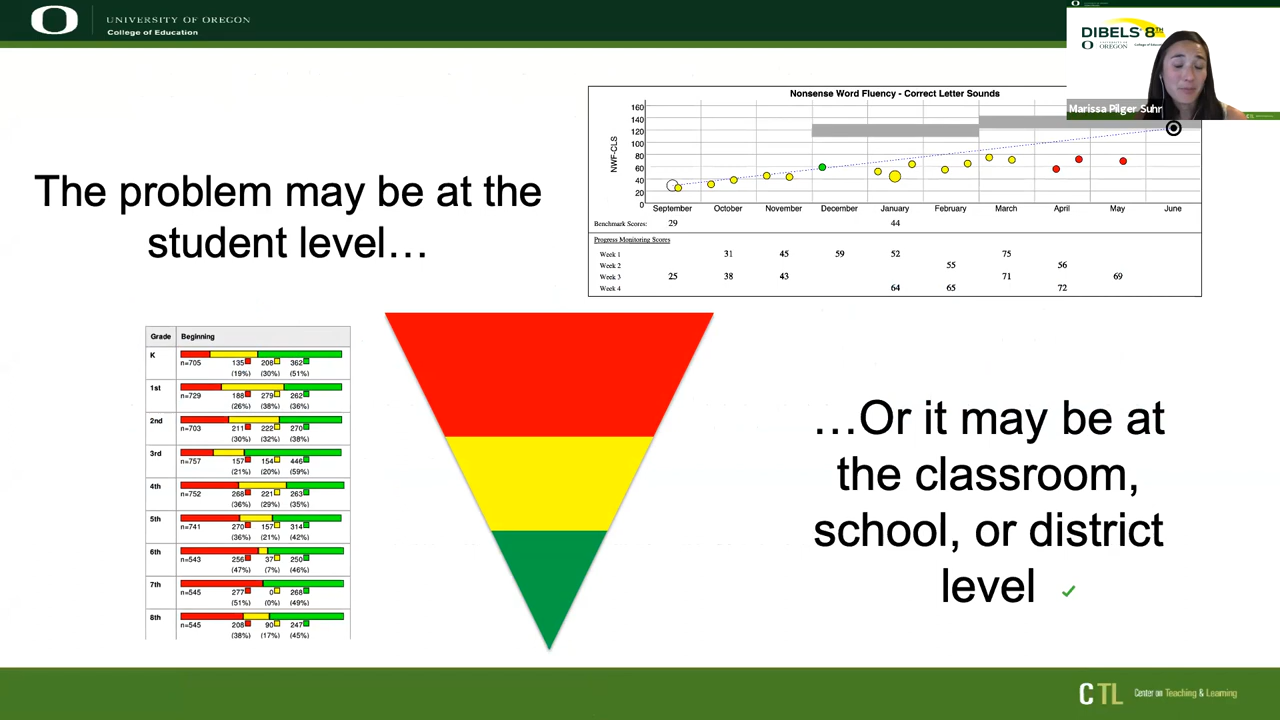 UNIVERSITY OF OREGON
College of Education
DIBELS 8TH
UNIVERSITY OF OREGON
Marissa Pilger Suhr
The problem may be at the
student level…
Nonsense Word Fluency - Correct Letter Sounds
NWF-CLS
160
140
120
100
80
60
40
20
0
September October November December January February March April May June
Benchmark Scores: 29 44
Progress Monitoring Scores
Week 1 31 45 59 52 75
Week 2 55 56
Week 3 25 38 43 71 69
Week 4 64 65 72
Grade Beginning
K
n=705 135 208 362
(19%) (30%) (51%)
1st
n=729 188 279 262
(26%) (38%) (36%)
2nd
n=703 211 222 270
(30%) (32%) (38%)
3rd
n=757 157 154 446
(21%) (20%) (59%)
4th
n=752 268 221 263
(36%) (29%) (35%)
5th
n=741 270 157 314
(36%) (21%) (42%)
6th
n=543 256 37 250
(47%) (7%) (46%)
7th
n=545 277 0 268
(51%) (0%) (49%)
8th
n=545 208 90 247
(38%) (17%) (45%)
…Or it may be at
the classroom,
school, or district
level
CTL Center on Teaching & Learning